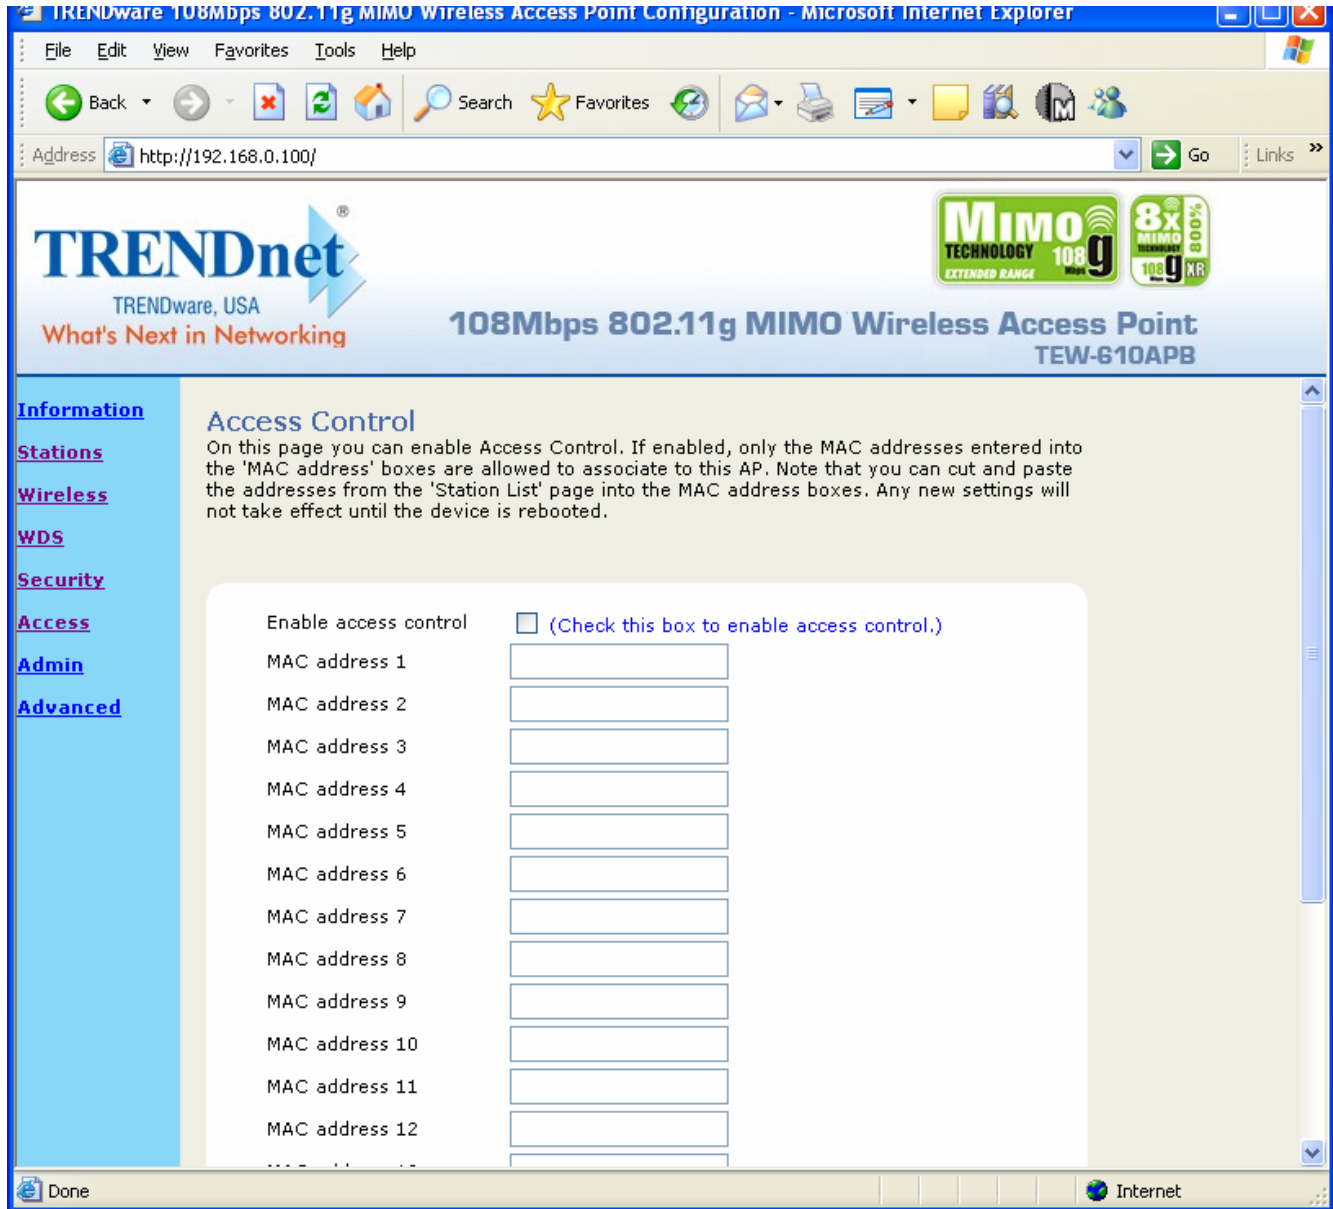 TRENDware 108Mbps 802.11g MIMO Wireless Access Point Configuration - Microsoft Internet Explorer
File Edit View Favorites Tools Help
Back Search Favorites
Address http://192.168.0.100/ Go Links »
TRENDnet®
TRENDware, USA
What's Next in Networking
MIMO
TECHNOLOGY
EXTENDED RANGE
108 Mbps g
8x
MIMO
TECHNOLOGY
800%
108 Mbps g XR
108Mbps 802.11g MIMO Wireless Access Point
TEW-610APB
Information
Stations
Wireless
WDS
Security
Access
Admin
Advanced
Access Control
On this page you can enable Access Control. If enabled, only the MAC addresses entered into
the 'MAC address' boxes are allowed to associate to this AP. Note that you can cut and paste
the addresses from the 'Station List' page into the MAC address boxes. Any new settings will
not take effect until the device is rebooted.
Enable access control (Check this box to enable access control.)
MAC address 1
MAC address 2
MAC address 3
MAC address 4
MAC address 5
MAC address 6
MAC address 7
MAC address 8
MAC address 9
MAC address 10
MAC address 11
MAC address 12
Done Internet